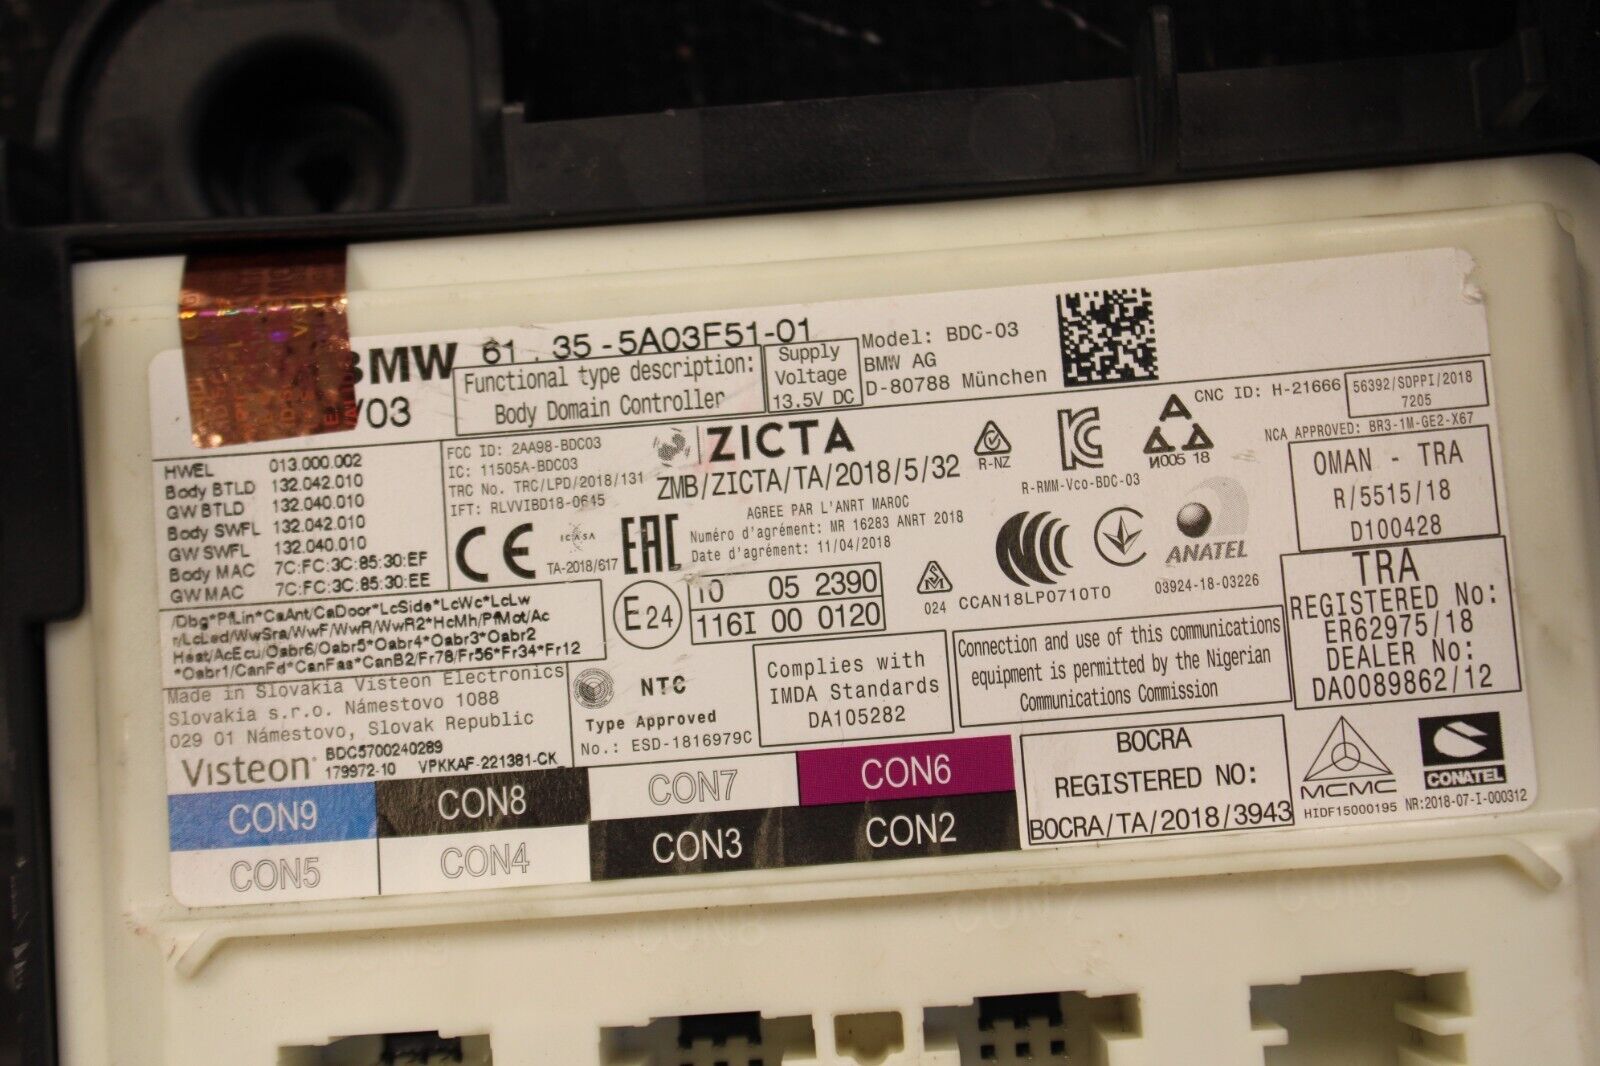 BMW 61 . 35 - 5A03F51-01
/03
Functional type description:
Body Domain Controller
Supply
Voltage
13.5V DC
Model: BDC-03
BMW AG
D-80788 München
HWEL 013.000.002
Body BTLD 132.042.010
GW BTLD 132.040.010
Body SWFL 132.042.010
GW SWFL 132.040.010
Body MAC 7C:FC:3C:85:30:EF
GW MAC 7C:FC:3C:85:30:EE
FCC ID: 2AA98-BDC03
IC: 11505A-BDC03
TRC No. TRC/LPD/2018/131
IFT: RLVVIBD18-0645
ZICTA
ZMB/ZICTA/TA/2018/5/32
R-NZ
R-RMM-Vco-BDC-03
И005 18
CNC ID: H-21666
56392/SDPPI/2018
7205
NCA APPROVED: BR3-1M-GE2-X67
OMAN - TRA
R/5515/18
D100428
CE
ICASA
TA-2018/617
EAC
AGREE PAR L'ANRT MAROC
Numéro d'agrément: MR 16283 ANRT 2018
Date d'agrément: 11/04/2018
E24
10 05 2390
116I 00 0120
024
CCAN18LP0710T0
ANATEL
03924-18-03226
TRA
REGISTERED No:
ER62975/18
DEALER No:
DA0089862/12
/Dbg*PfLin*CaAnt/CaDoor*LcSide*LcWc*LcLw
r/LcLed/WwSra/WwF/WwR/WwR2*HcMh/PfMot/Ac
Heat/AcEcu/Oabr6/Oabr5*Oabr4*Oabr3*Oabr2
*Oabr1/CanFd*CanFas*CanB2/Fr78/Fr56*Fr34*Fr12
Made in Slovakia Visteon Electronics
Slovakia s.r.o. Námestovo 1088
029 01 Námestovo, Slovak Republic
Visteon
BDC5700240289
179972-10 VPKKAF-221381-CK
NTC
Type Approved
No.: ESD-1816979C
Complies with
IMDA Standards
DA105282
Connection and use of this communications
equipment is permitted by the Nigerian
Communications Commission
BOCRA
REGISTERED NO:
BOCRA/TA/2018/3943
MCMC
HIDF15000195
CONATEL
NR:2018-07-I-000312
CON9 CON8 CON7 CON6
CON5 CON4 CON3 CON2
CON8 CON7 CON6